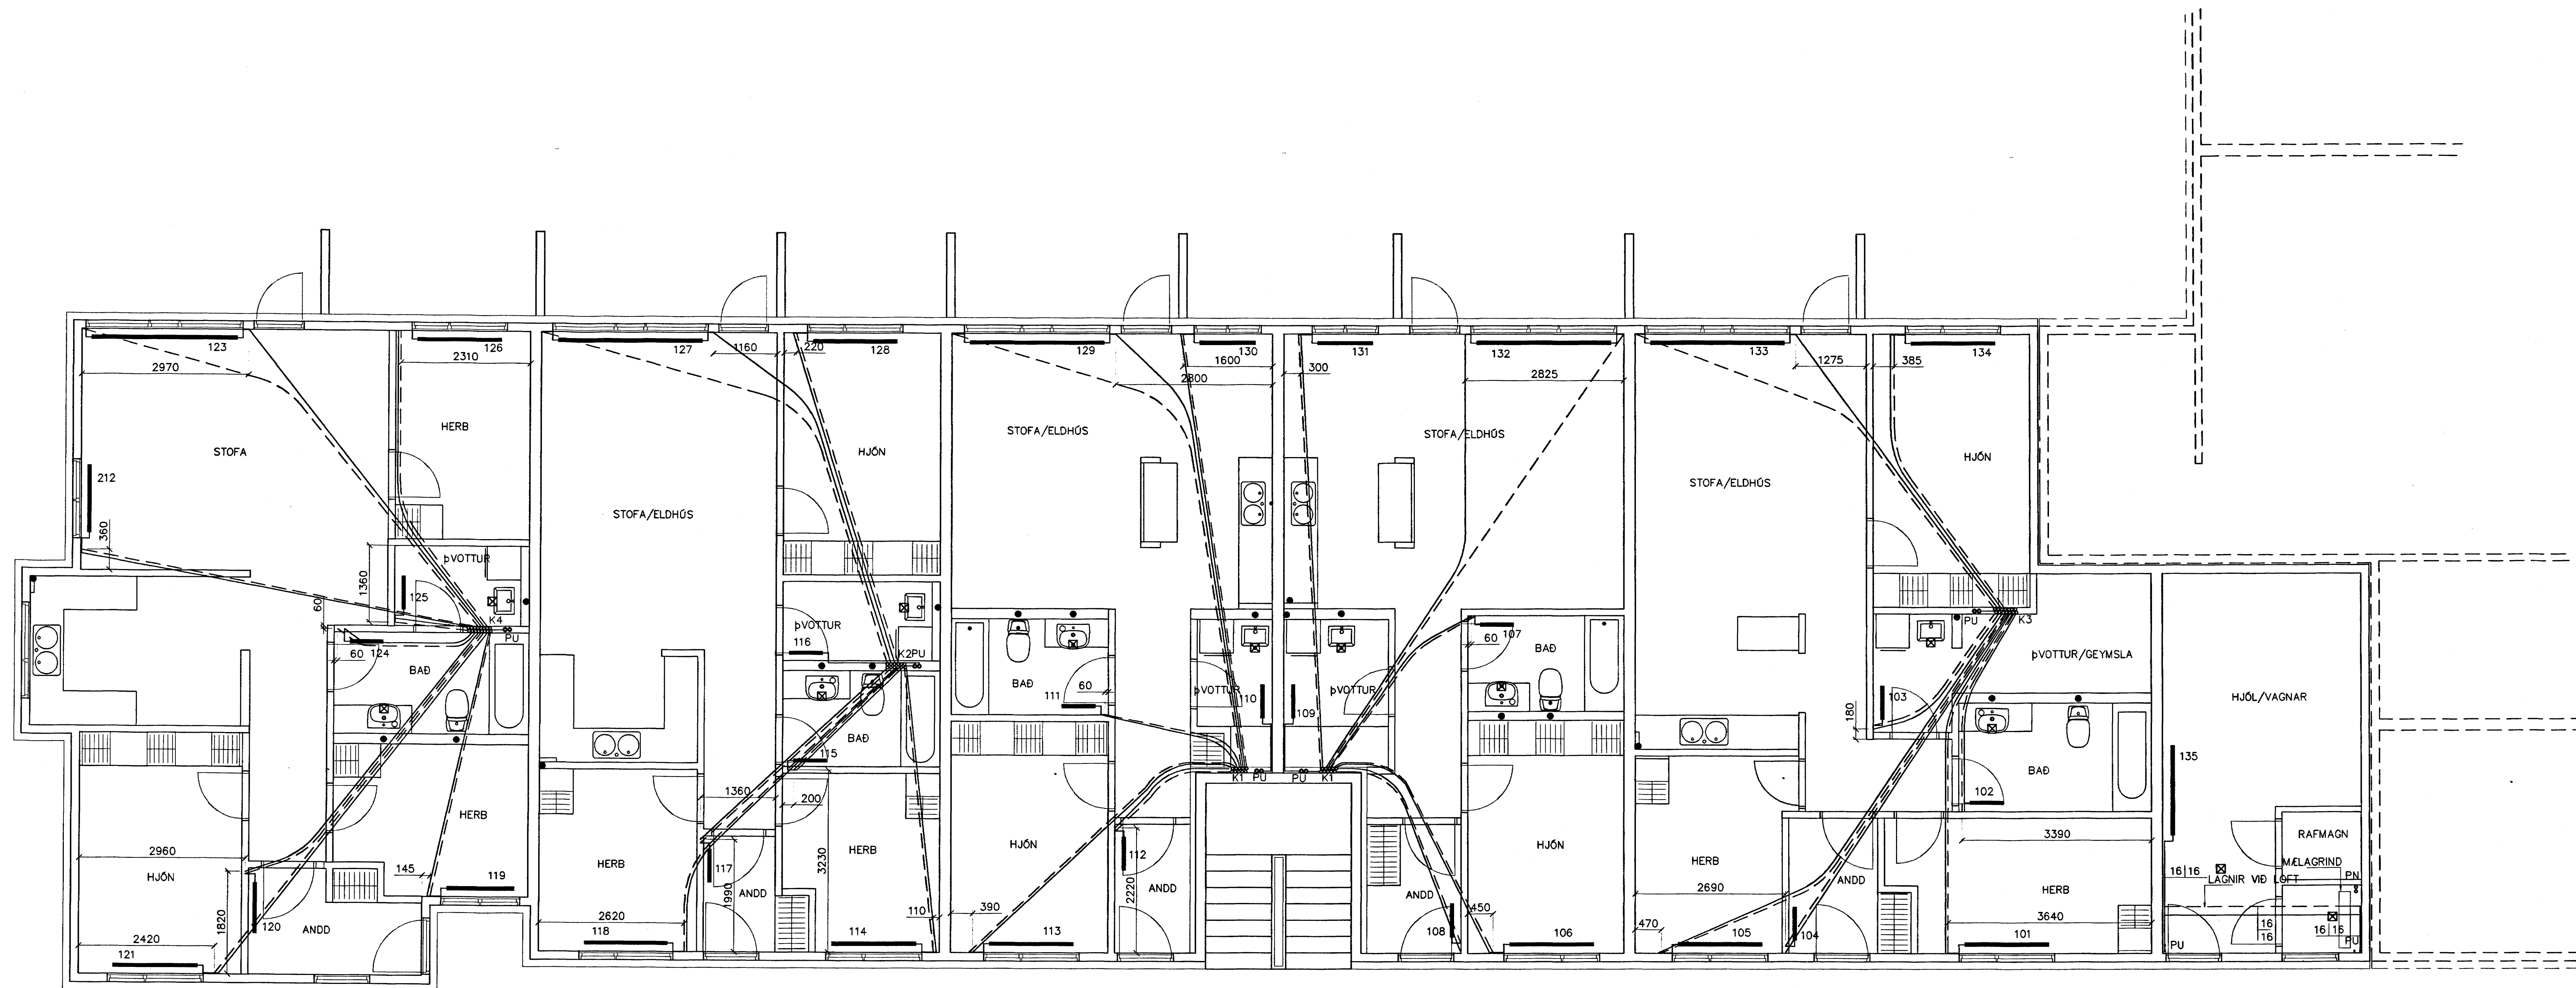 123
126
127
1160
220
128
129
130
131
132
133
134
2310
2970
1600
2800
300
2825
1275
385
HERB
STOFA
HJÓN
STOFA/ELDHÚS
STOFA/ELDHÚS
HJÓN
STOFA/ELDHÚS
STOFA/ELDHÚS
212
360
ÞVOTTUR
1360
125
60
K4
PU
124
60
BAÐ
ÞVOTTUR
116
K2
PU
BAÐ
115
107
60
BAÐ
PU
K3
ÞVOTTUR/GEYMSLA
BAÐ
111
60
ÞVOTTUR
110
109
ÞVOTTUR
103
180
HJÓL/VAGNAR
135
K1
PU
PU
K1
BAÐ
102
1360
200
2960
HJÓN
HERB
145
119
1820
120
ANDD
2420
121
HERB
2620
118
117
1990
ANDD
3230
HERB
110
114
390
HJÓN
113
112
2220
ANDD
ANDD
108
450
HJÓN
106
HERB
2690
470
105
104
ANDD
3390
HERB
3640
101
RAFMAGN
MÆLAGRIND
16|16
LAGNIR VIÐ LOFT
PN
16
16
16|16
PU
PU